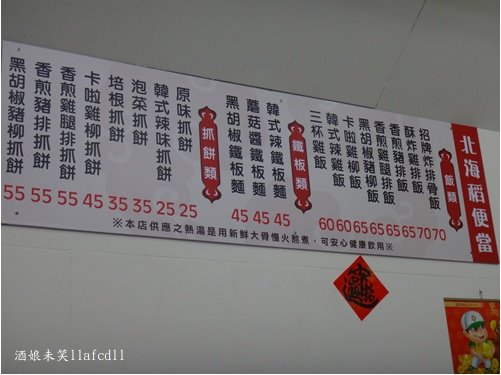 北海稻便當
飯類
招牌炸排骨飯 70
酥炸雞飯 70
香煎豬排飯 65
香煎雞腿排飯 65
黑胡椒豬柳飯 65
卡啦雞柳飯 65
韓式辣雞飯 60
三杯雞飯 60
鐵板類
韓式辣鐵板麵 45
蘑菇醬鐵板麵 45
黑胡椒鐵板麵 45
抓餅類
原味抓餅 25
韓式辣味抓餅 25
泡菜抓餅 35
培根抓餅 35
卡啦雞柳抓餅 45
香煎雞腿排抓餅 55
香煎豬排抓餅 55
黑胡椒豬柳抓餅 55
※本店供應之熱湯是用新鮮大骨慢火熬煮，可安心健康飲用※
酒娘未笑llafcdll